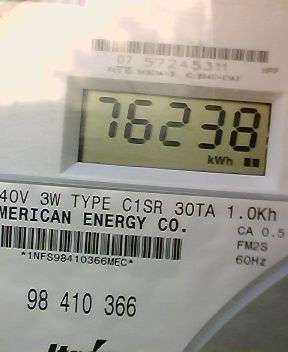 07 57245311
HPP
76238
kWh
40V 3W TYPE C1SR 30TA 1.0Kh
MERICAN ENERGY CO.
CA 0.5
*1NFS98410366MEC*
FM2S
60Hz
98 410 366